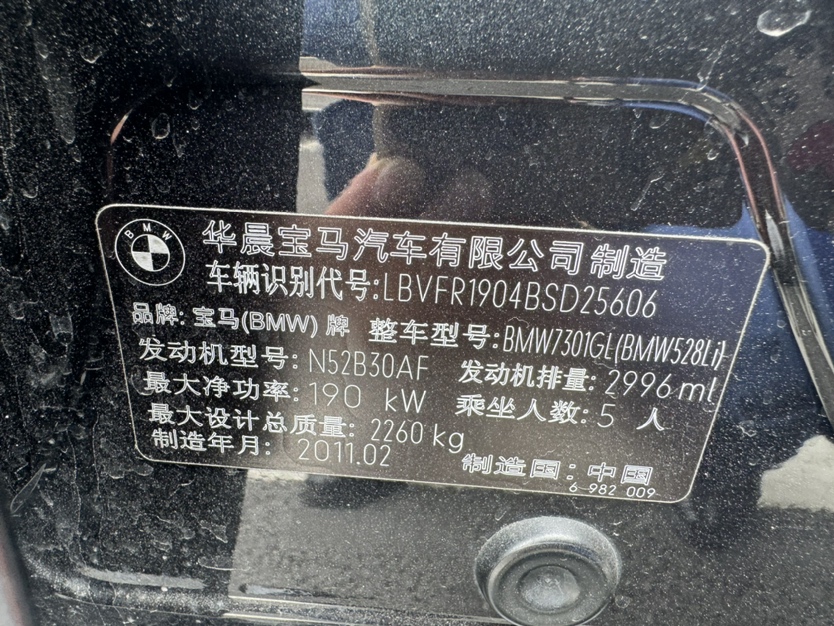 BMW
华晨宝马汽车有限公司 制造
车辆识别代号:LBVFR1904BSD25606
品牌: 宝马(BMW) 牌 整车型号:BMW7301GL(BMW528Li)
发动机型号: N52B30AF 发动机排量: 2996 ml
最大净功率: 190 kW 乘坐人数: 5 人
最大设计总质量: 2260 kg
制造年月: 2011.02 制造国: 中国
6-982 009